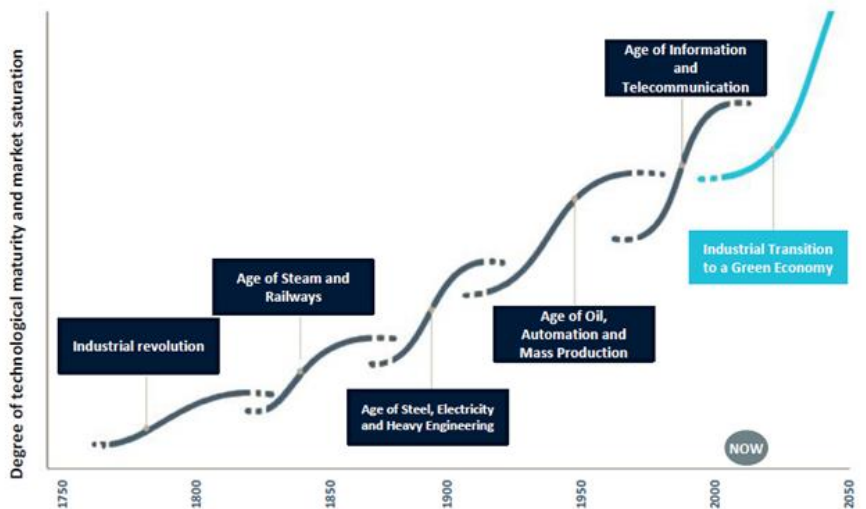 Degree of technological maturity and market saturation
Industrial revolution
Age of Steam and
Railways
Age of Steel, Electricity
and Heavy Engineering
Age of Oil,
Automation and
Mass Production
Age of Information
and
Telecommunication
Industrial Transition
to a Green Economy
NOW
1750
1800
1850
1900
1950
2000
2050